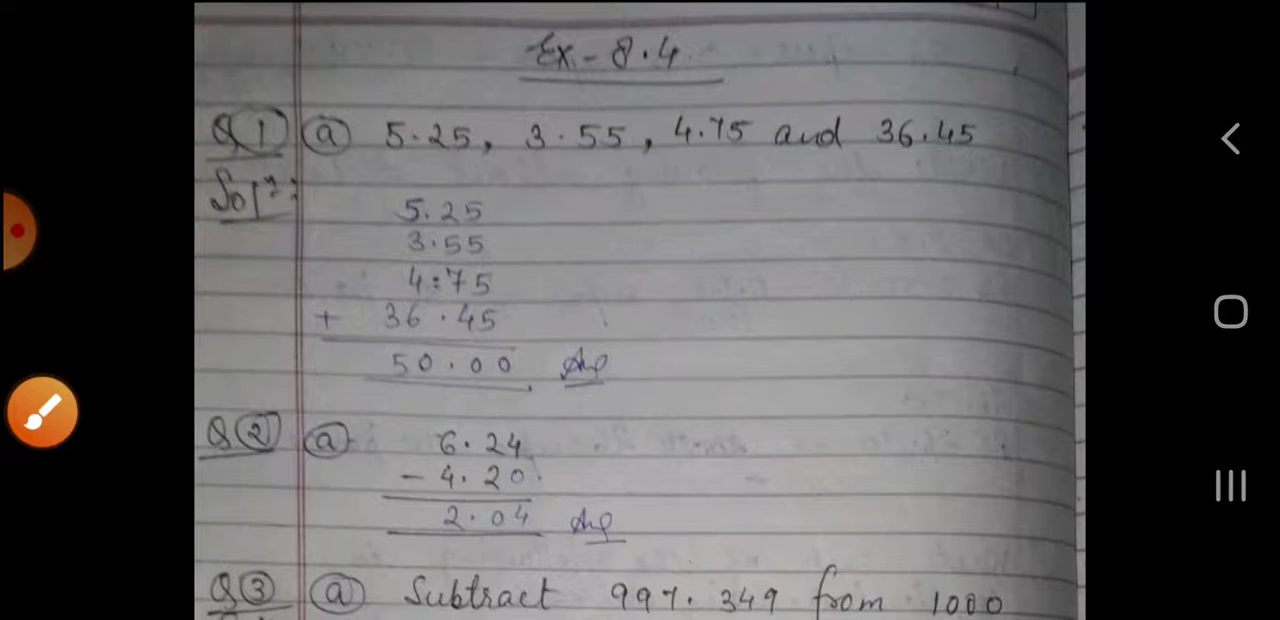 Ex - 8.4
Q1 a 5.25, 3.55, 4.75 and 36.45
Solⁿ:
5.25
3.55
4.75
+ 36.45
50.00 Ans
Q2 a 6.24
- 4.20
2.04 Ans
Q3 a Subtract 997.349 from 1000